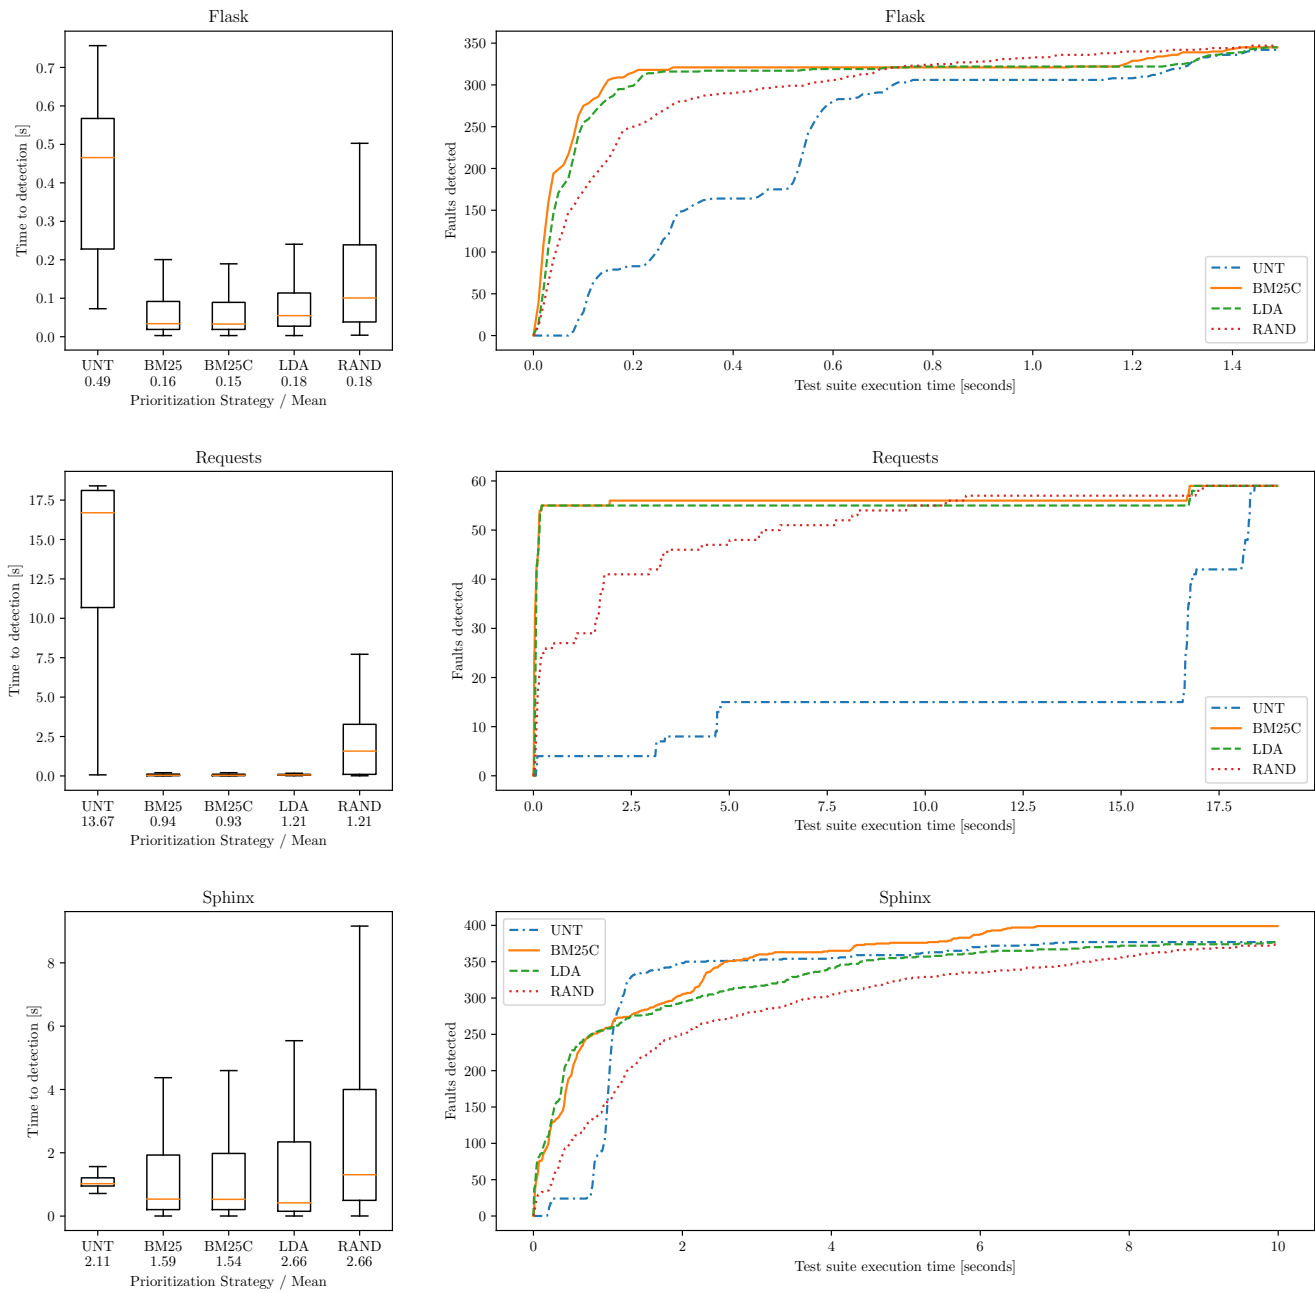 Flask
Time to detection [s]
0.7
0.6
0.5
0.4
0.3
0.2
0.1
0.0
UNT BM25 BM25C LDA RAND
0.49 0.16 0.15 0.18 0.18
Prioritization Strategy / Mean
Flask
Faults detected
350
300
250
200
150
100
50
0
UNT
BM25C
LDA
RAND
0.0 0.2 0.4 0.6 0.8 1.0 1.2 1.4
Test suite execution time [seconds]
Requests
Time to detection [s]
17.5
15.0
12.5
10.0
7.5
5.0
2.5
0.0
UNT BM25 BM25C LDA RAND
13.67 0.94 0.93 1.21 1.21
Prioritization Strategy / Mean
Requests
Faults detected
60
50
40
30
20
10
0
UNT
BM25C
LDA
RAND
0.0 2.5 5.0 7.5 10.0 12.5 15.0 17.5
Test suite execution time [seconds]
Sphinx
Time to detection [s]
8
6
4
2
0
UNT BM25 BM25C LDA RAND
2.11 1.59 1.54 2.66 2.66
Prioritization Strategy / Mean
Sphinx
Faults detected
400
350
300
250
200
150
100
50
0
UNT
BM25C
LDA
RAND
0 2 4 6 8 10
Test suite execution time [seconds]